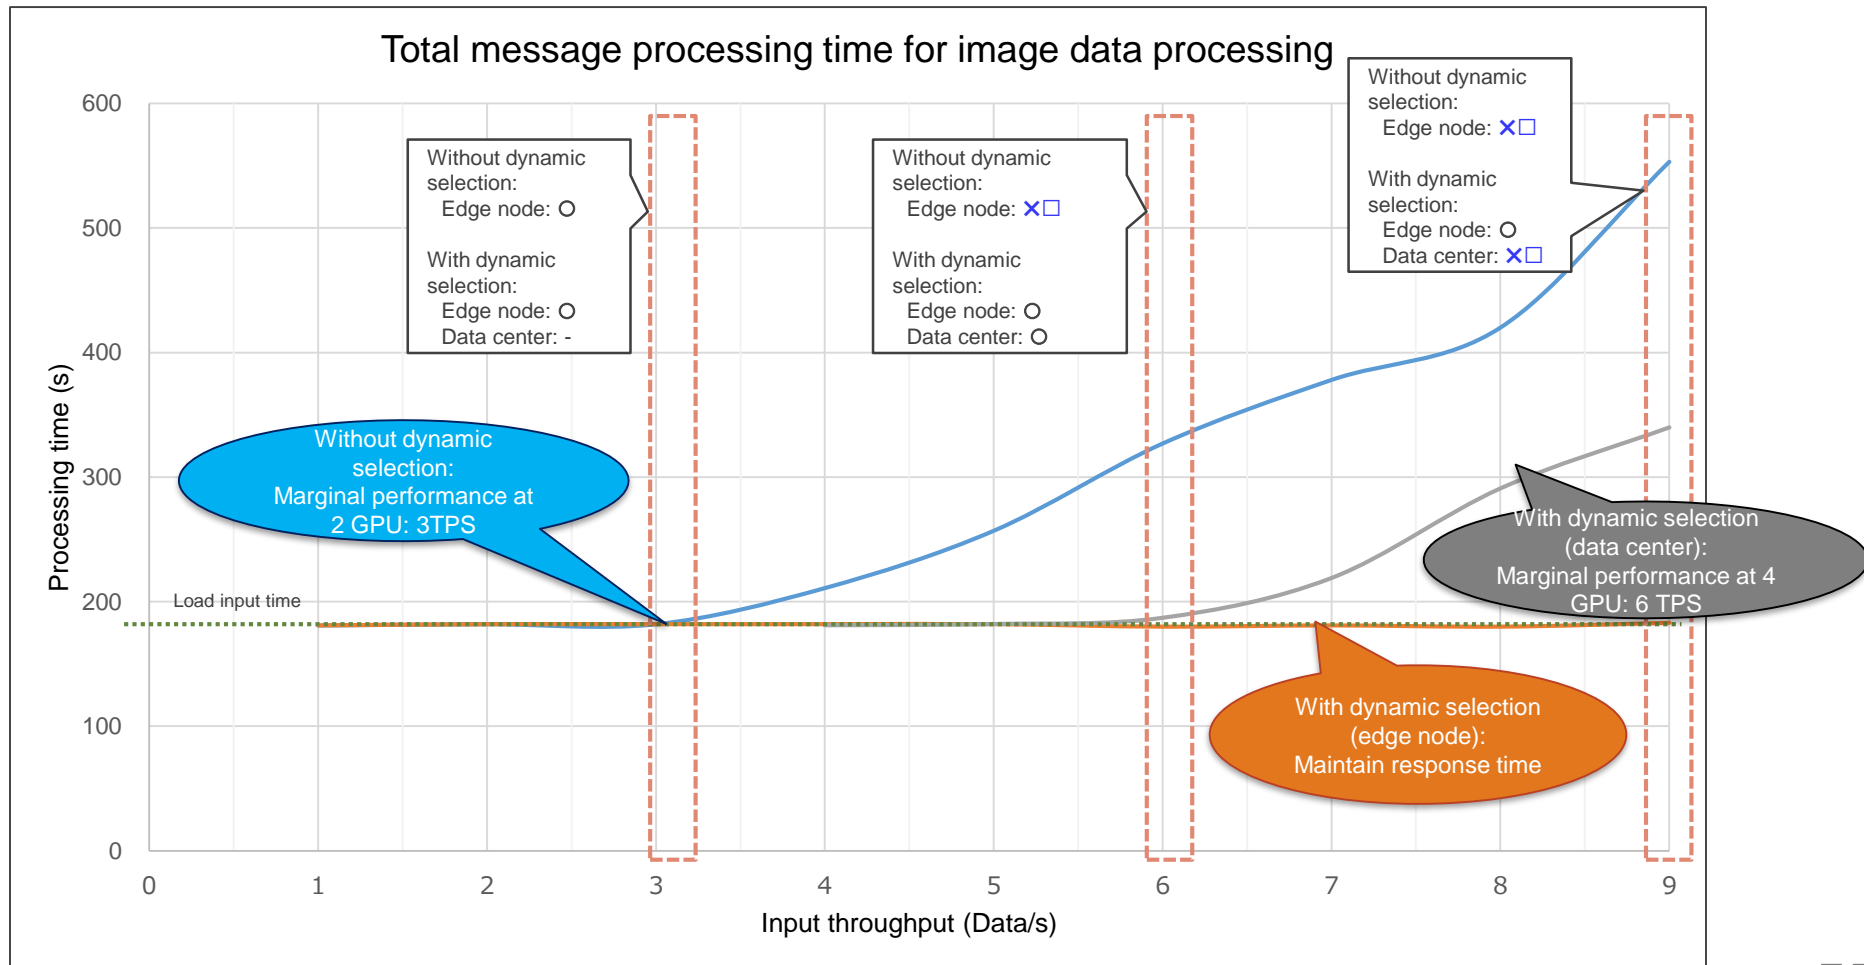 Total message processing time for image data processing
Without dynamic
selection:
Edge node: ○
With dynamic
selection:
Edge node: ○
Data center: -
Without dynamic
selection:
Edge node: ×□
With dynamic
selection:
Edge node: ○
Data center: ○
Without dynamic
selection:
Edge node: ×□
With dynamic
selection:
Edge node: ○
Data center: ×□
Processing time (s)
600
500
400
300
200
100
0
Without dynamic
selection:
Marginal performance at
2 GPU: 3TPS
Load input time
With dynamic selection
(data center):
Marginal performance at 4
GPU: 6 TPS
With dynamic selection
(edge node):
Maintain response time
0 1 2 3 4 5 6 7 8 9
Input throughput (Data/s)